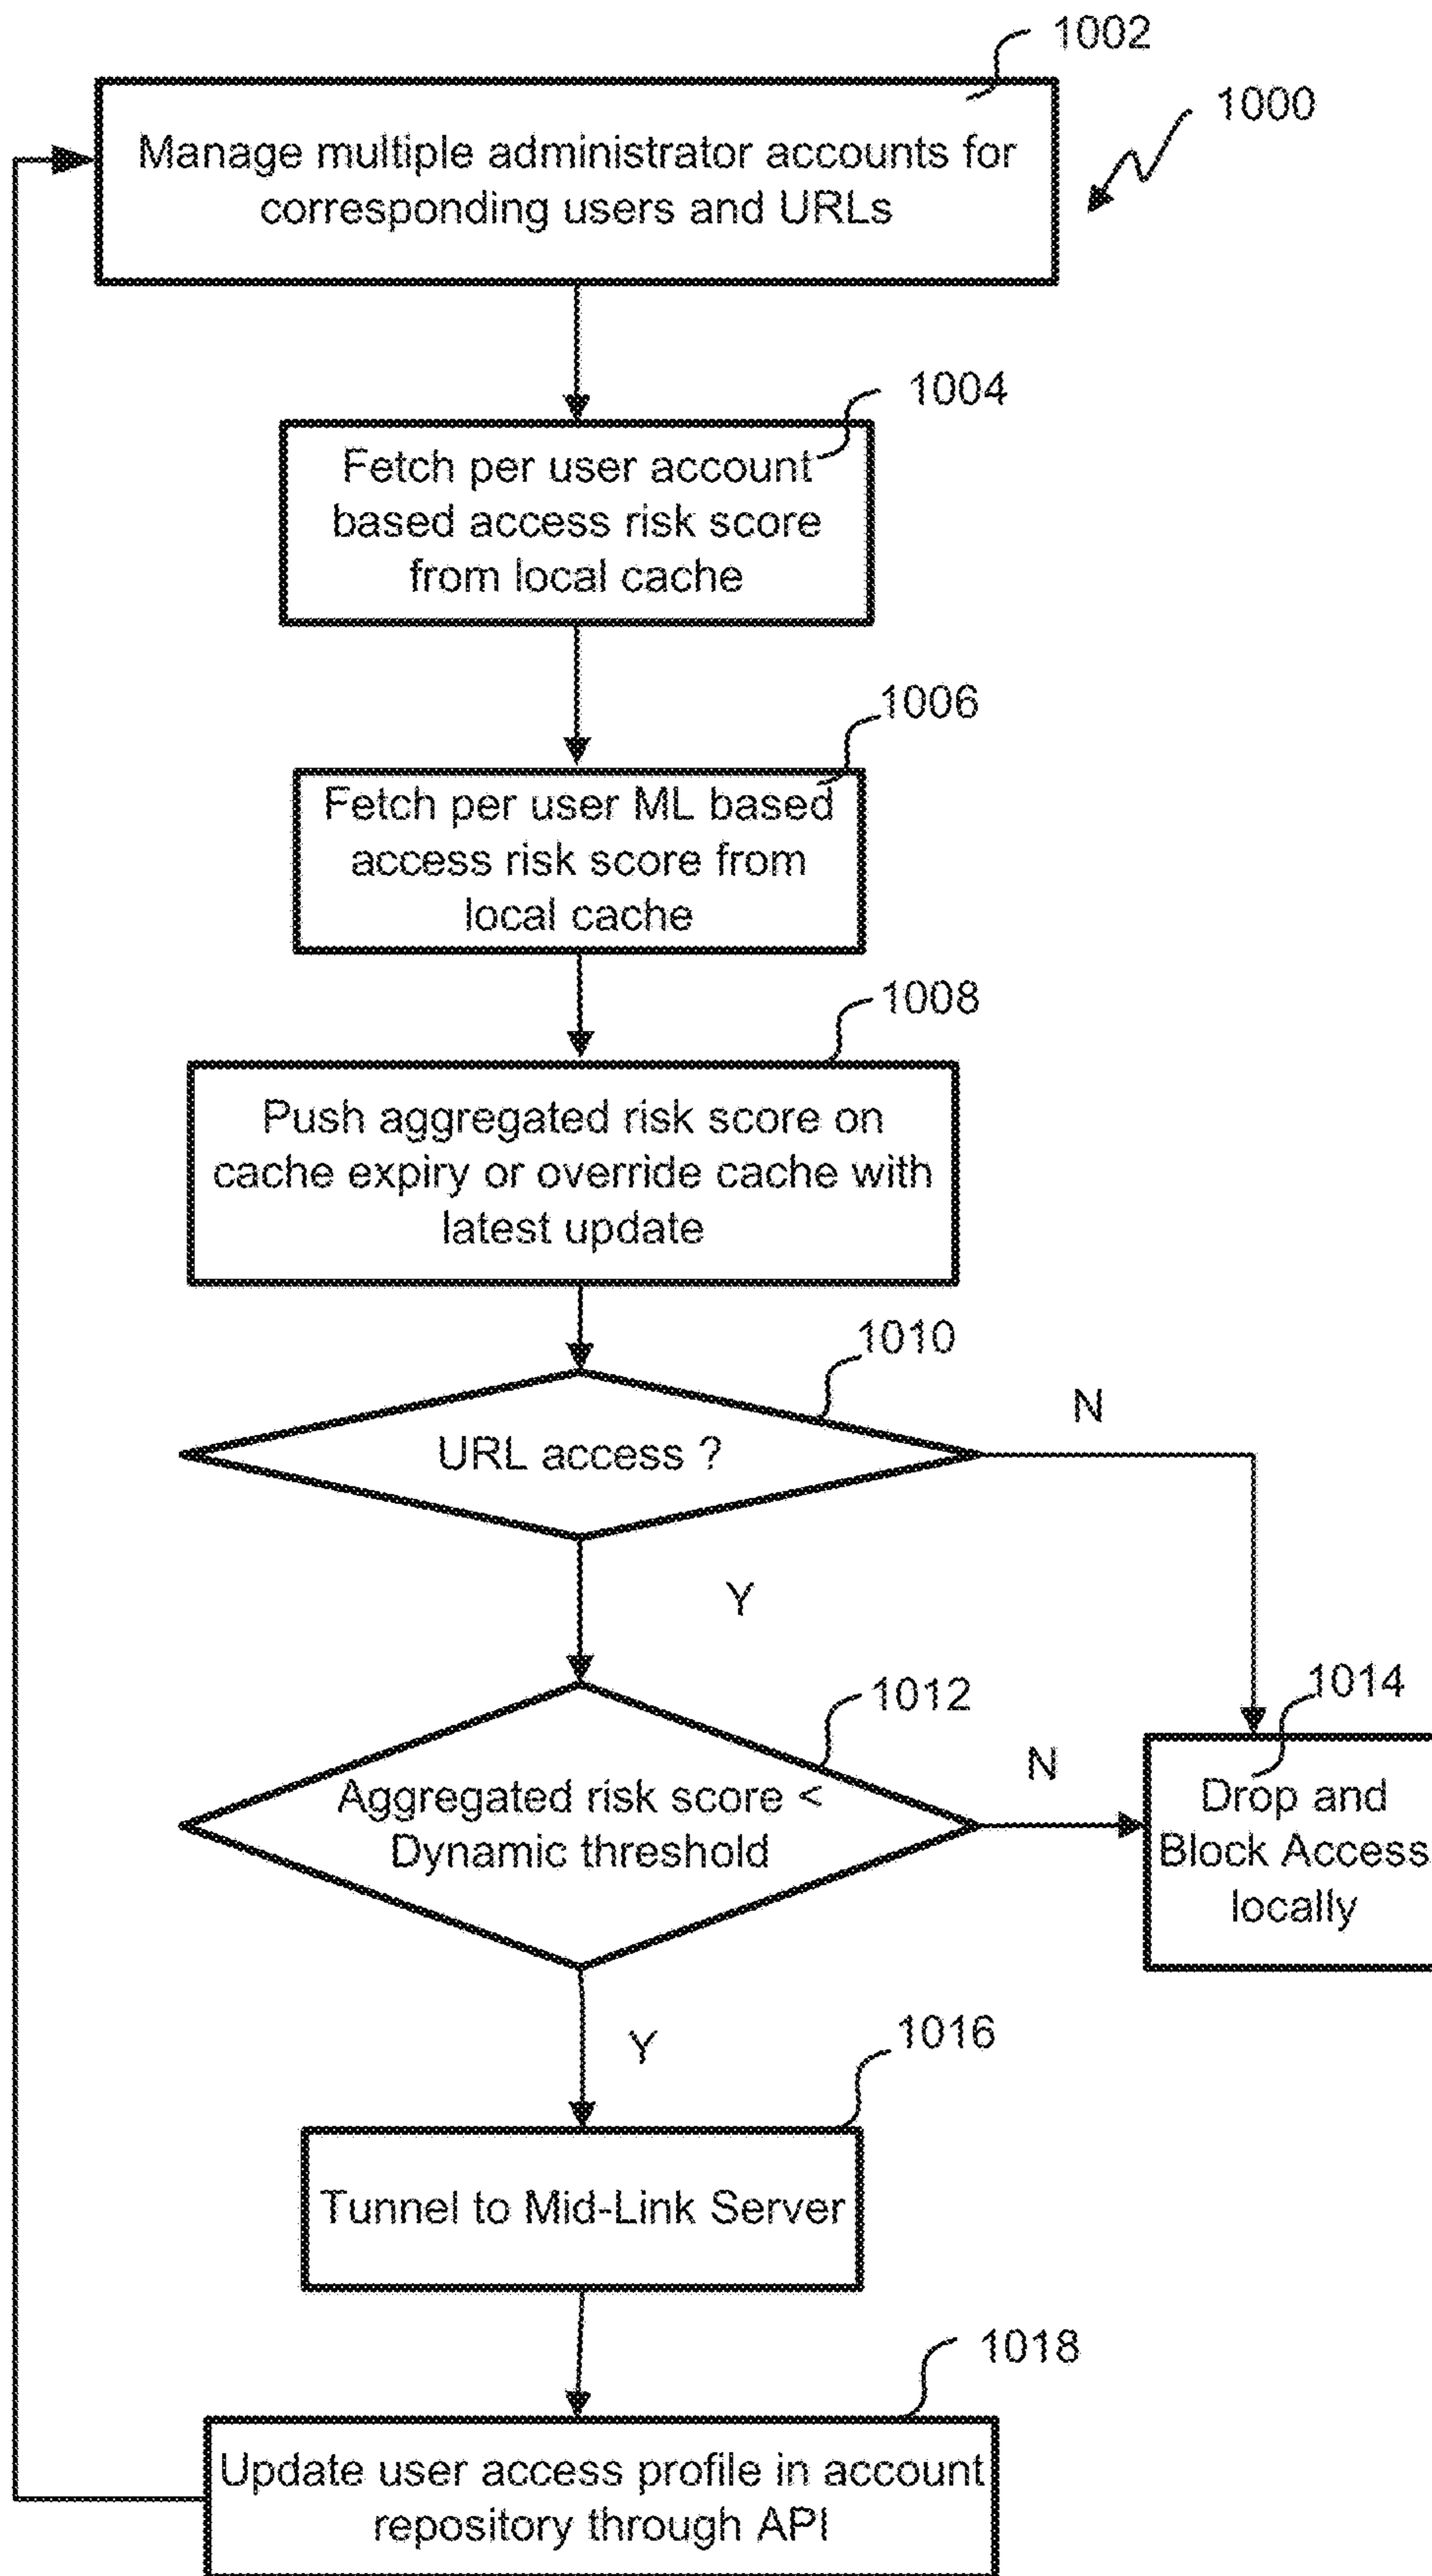 1002
1000
Manage multiple administrator accounts for
corresponding users and URLs
1004
Fetch per user account
based access risk score
from local cache
1006
Fetch per user ML based
access risk score from
local cache
1008
Push aggregated risk score on
cache expiry or override cache with
latest update
1010
URL access ?
N
Y
1012
Aggregated risk score <
Dynamic threshold
N
1014
Drop and
Block Access
locally
Y
1016
Tunnel to Mid-Link Server
1018
Update user access profile in account
repository through API